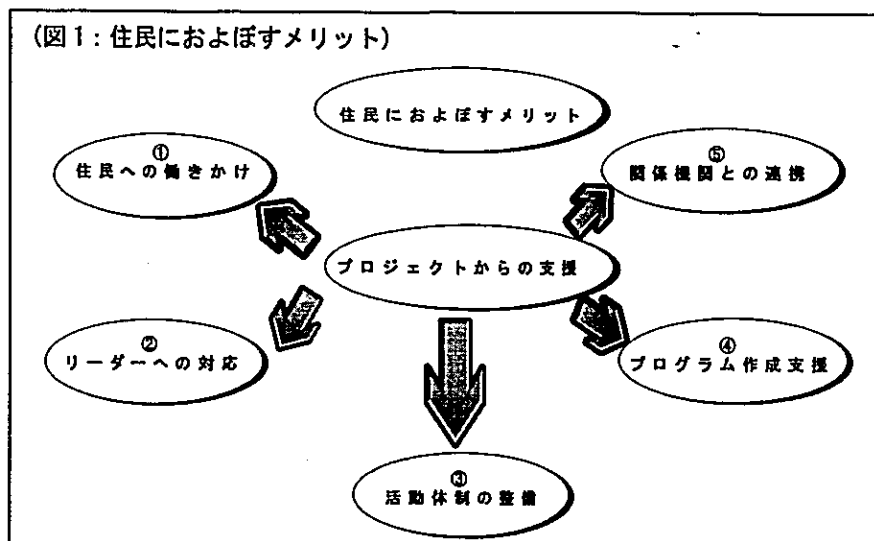 (図1:住民におよぼすメリット)
住民におよぼすメリット
①
住民への働きかけ
⑤
関係機関との連携
プロジェクトからの支援
②
リーダーへの対応
④
プログラム作成支援
③
活動体制の整備